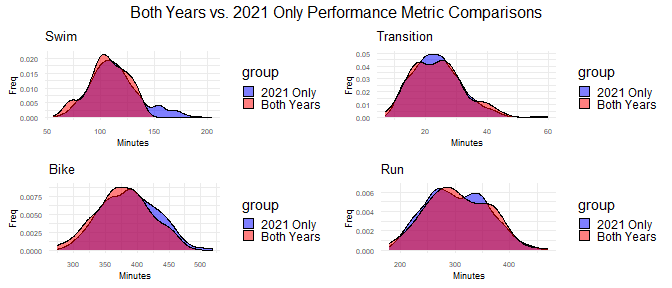 Both Years vs. 2021 Only Performance Metric Comparisons
Swim
Freq
0.020
0.015
0.010
0.005
0.000
50 100 150 200
Minutes
group
2021 Only
Both Years
Transition
Freq
0.05
0.04
0.03
0.02
0.01
0.00
20 40 60
Minutes
group
2021 Only
Both Years
Bike
Freq
0.0075
0.0050
0.0025
0.0000
300 350 400 450 500
Minutes
group
2021 Only
Both Years
Run
Freq
0.006
0.004
0.002
0.000
200 300 400
Minutes
group
2021 Only
Both Years